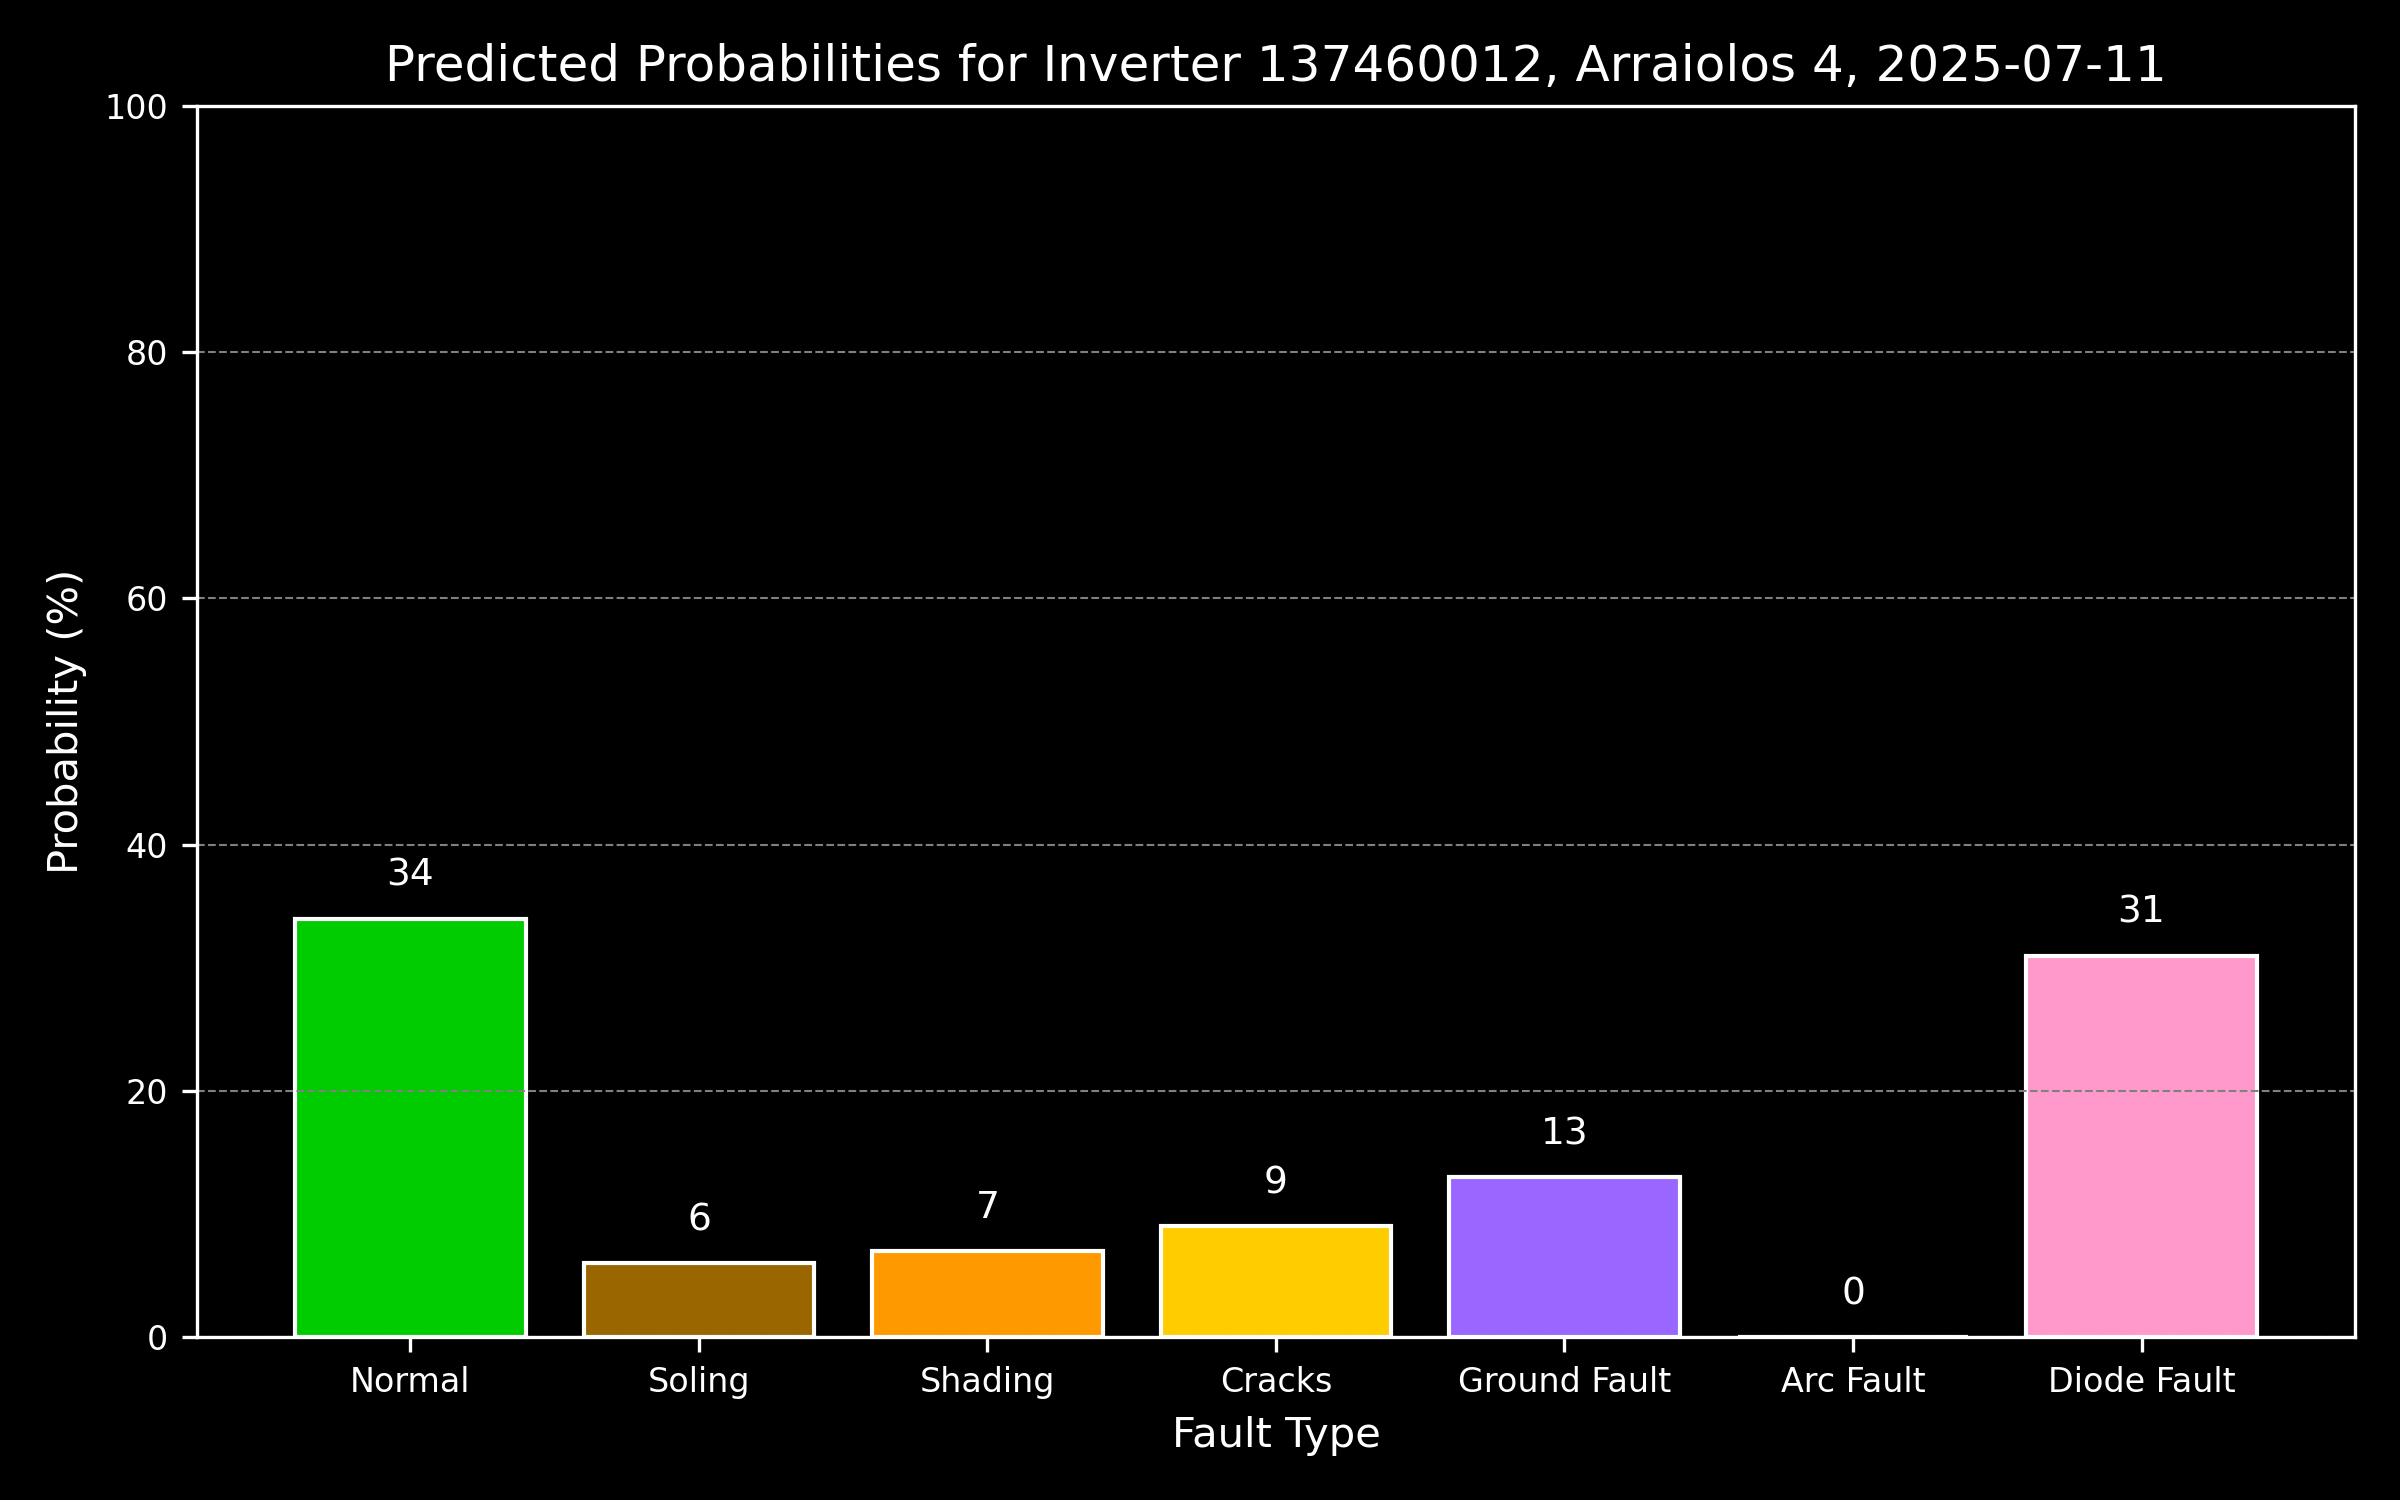 Predicted Probabilities for Inverter 137460012, Arraiolos 4, 2025-07-11
100
80
60
40
20
0
Probability (%)
34
6
7
9
13
0
31
Normal
Soling
Shading
Cracks
Ground Fault
Arc Fault
Diode Fault
Fault Type